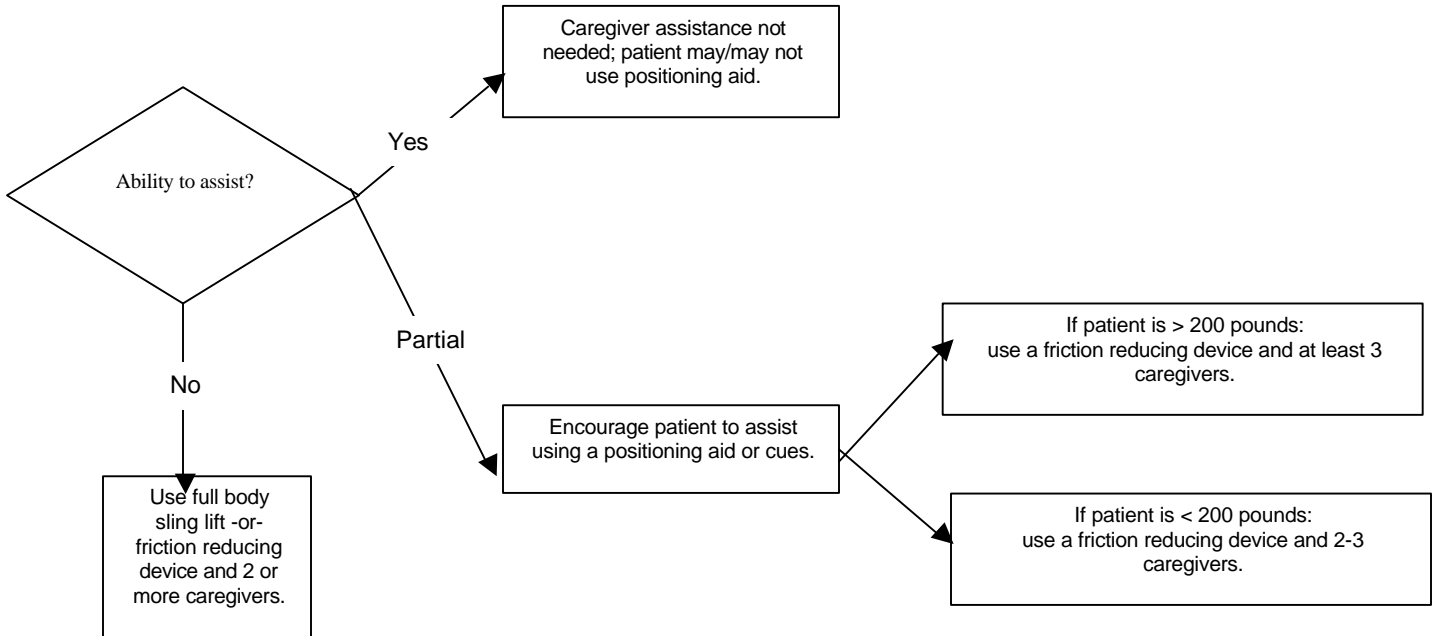 Caregiver assistance not
needed; patient may/may not
use positioning aid.
Yes
Ability to assist?
Partial
No
If patient is > 200 pounds:
use a friction reducing device and at least 3
caregivers.
Encourage patient to assist
using a positioning aid or cues.
Use full body
sling lift -or-
friction reducing
device and 2 or
more caregivers.
If patient is < 200 pounds:
use a friction reducing device and 2-3
caregivers.